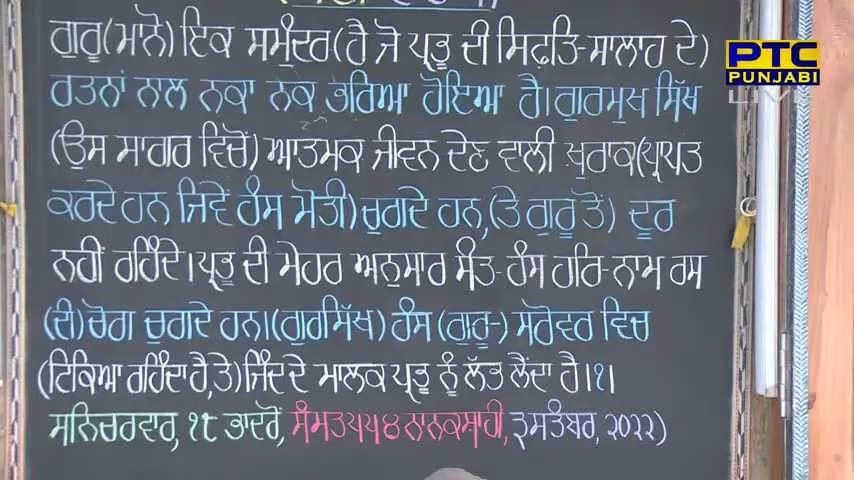 ਗੁਰੂ (ਮਾਨੋ) ਇਕ ਸਮੁੰਦਰ (ਹੈ ਜੋ ਪ੍ਰਭੂ ਦੀ ਸਿਫ਼ਤਿ-ਸਾਲਾਹ ਦੇ)
ਰਤਨਾਂ ਨਾਲ ਨਕਾ ਨਕ ਭਰਿਆ ਹੋਇਆ ਹੈ। ਗੁਰਮੁਖ ਸਿੱਖ
(ਉਸ ਸਾਗਰ ਵਿਚੋਂ) ਆਤਮਕ ਜੀਵਨ ਦੇਣ ਵਾਲੀ ਖ਼ੁਰਾਕ (ਪ੍ਰਾਪਤ
ਕਰਦੇ ਹਨ ਜਿਵੇਂ ਹੰਸ ਮੋਤੀ) ਚੁਗਦੇ ਹਨ, (ਤੇ ਗੁਰੂ ਤੋਂ) ਦੂਰ
ਨਹੀਂ ਰਹਿੰਦੇ। ਪ੍ਰਭੂ ਦੀ ਮੇਹਰ ਅਨੁਸਾਰ ਸੰਤ-ਹੰਸ ਹਰਿ-ਨਾਮ ਰਸ
(ਦੀ) ਚੋਗ ਚੁਗਦੇ ਹਨ। (ਗੁਰਸਿੱਖ) ਹੰਸ (ਗੁਰੂ-) ਸਰੋਵਰ ਵਿਚ
(ਟਿਕਿਆ ਰਹਿੰਦਾ ਹੈ, ਤੇ) ਜਿੰਦ ਦੇ ਮਾਲਕ ਪ੍ਰਭੂ ਨੂੰ ਲੱਭ ਲੈਂਦਾ ਹੈ।੧।
ਸਨਿਚਰਵਾਰ, ੧੮ ਭਾਦੋਂ, ਸੰਮਤ ੫੫੪ ਨਾਨਕਸ਼ਾਹੀ, ੩ ਸਤੰਬਰ, ੨੦੨੨)
PTC
PUNJABI
LIVE